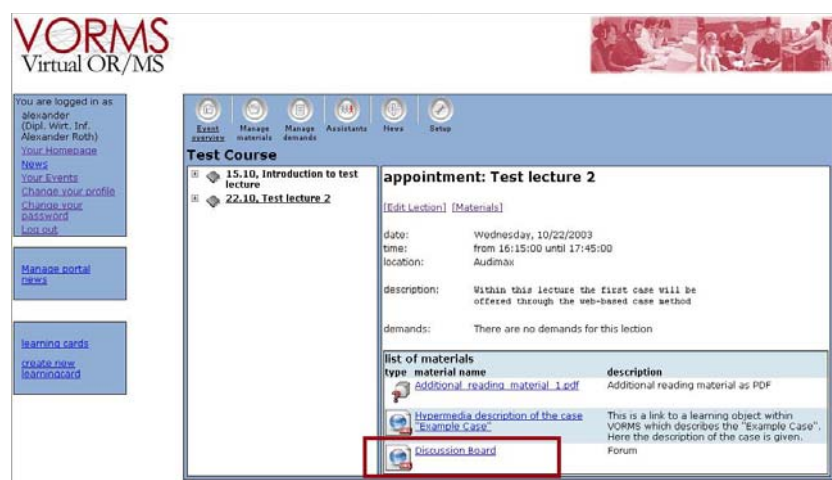 VORMS
Virtual OR/MS
You are logged in as
alexander
(Dipl. Wirt. Inf.
Alexander Roth)
Your Homepage
News
Your Events
Change your profile
Change your
password
Log out
Manage portal
news
learning cards
create new
learningcard
Event
overview
Manage
materials
Manage
demands
Assistants
News
Setup
Test Course
15.10, Introduction to test
lecture
22.10, Test lecture 2
appointment: Test lecture 2
[Edit Lection] [Materials]
date: Wednesday, 10/22/2003
time: from 16:15:00 until 17:45:00
location: Audimax
description: Within this lecture the first case will be
offered through the web-based case method
demands: There are no demands for this lection
list of materials
type material name description
Additional reading material 1.pdf Additional reading material as PDF
Hypermedia description of the case This is a link to a learning object within
"Example Case" VORMS which describes the "Example Case".
Here the description of the case is given.
Discussion Board Forum